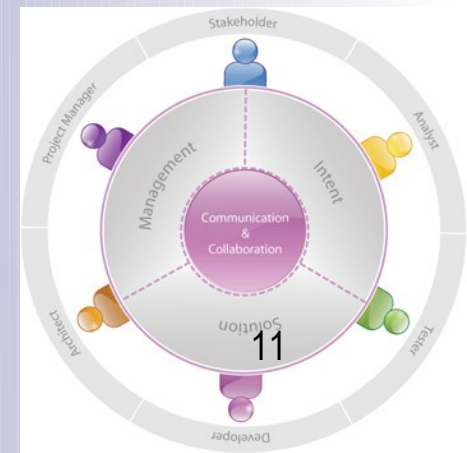 Stakeholder
Project Manager
Analyst
Management
Intent
Communication
&
Collaboration
Solution
11
Architect
Tester
Developer